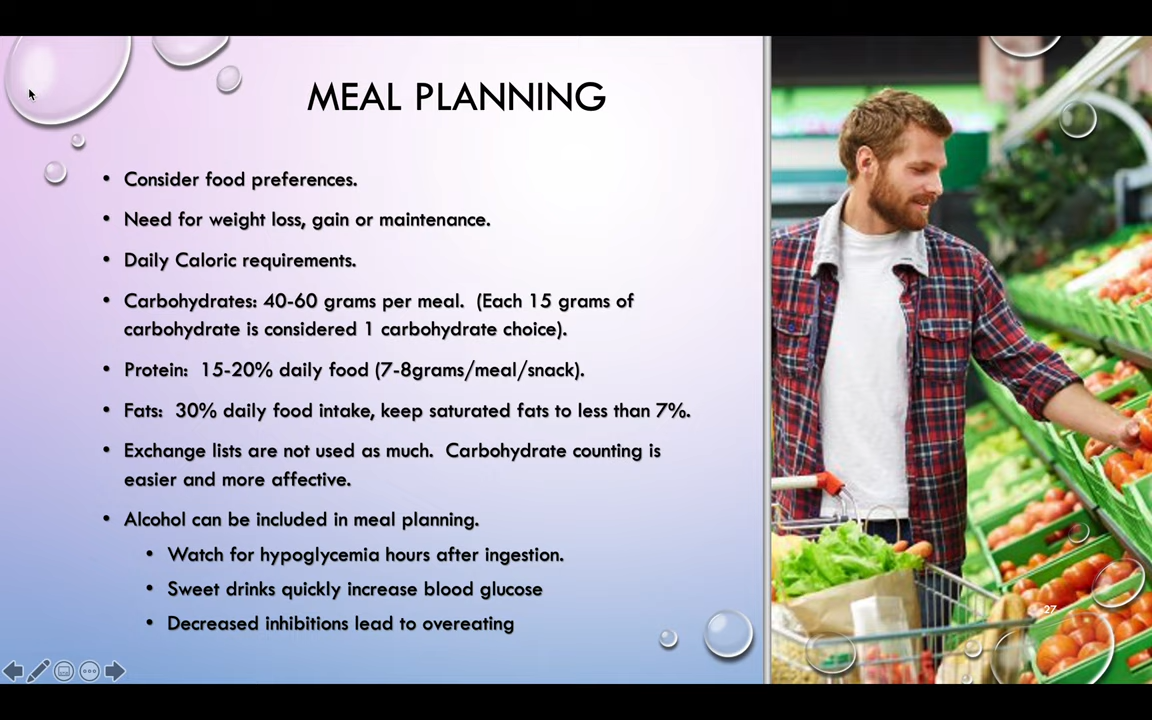 MEAL PLANNING
• Consider food preferences.
• Need for weight loss, gain or maintenance.
• Daily Caloric requirements.
• Carbohydrates: 40-60 grams per meal.  (Each 15 grams of
carbohydrate is considered 1 carbohydrate choice).
• Protein:  15-20% daily food (7-8grams/meal/snack).
• Fats:  30% daily food intake, keep saturated fats to less than 7%.
• Exchange lists are not used as much.  Carbohydrate counting is
easier and more affective.
• Alcohol can be included in meal planning.
• Watch for hypoglycemia hours after ingestion.
• Sweet drinks quickly increase blood glucose
• Decreased inhibitions lead to overeating
27